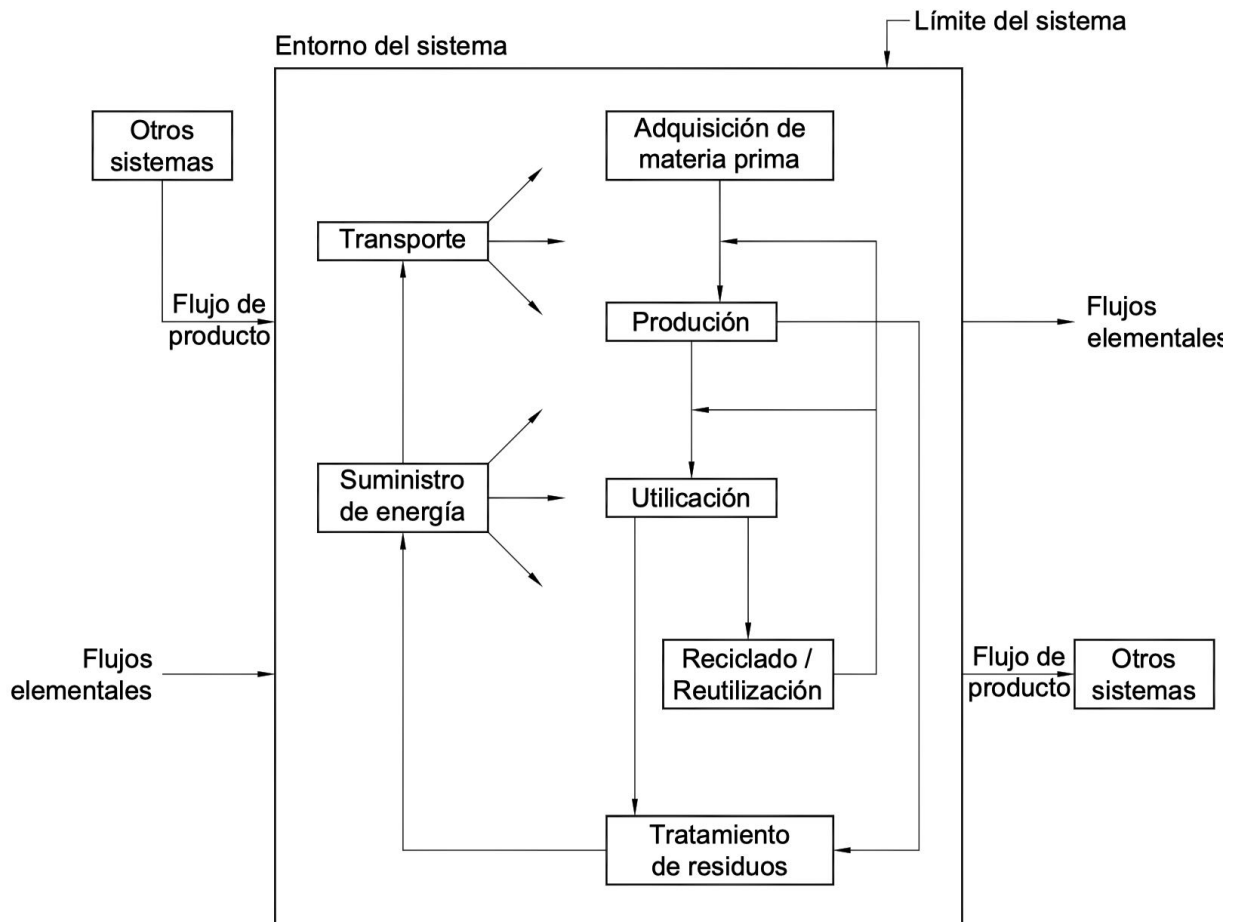 Límite del sistema
Entorno del sistema
Otros
sistemas
Adquisición de
materia prima
Transporte
Flujo de
producto
Produción
Flujos
elementales
Suministro
de energía
Utilicación
Flujos
elementales
Reciclado /
Reutilización
Flujo de
producto
Otros
sistemas
Tratamiento
de residuos